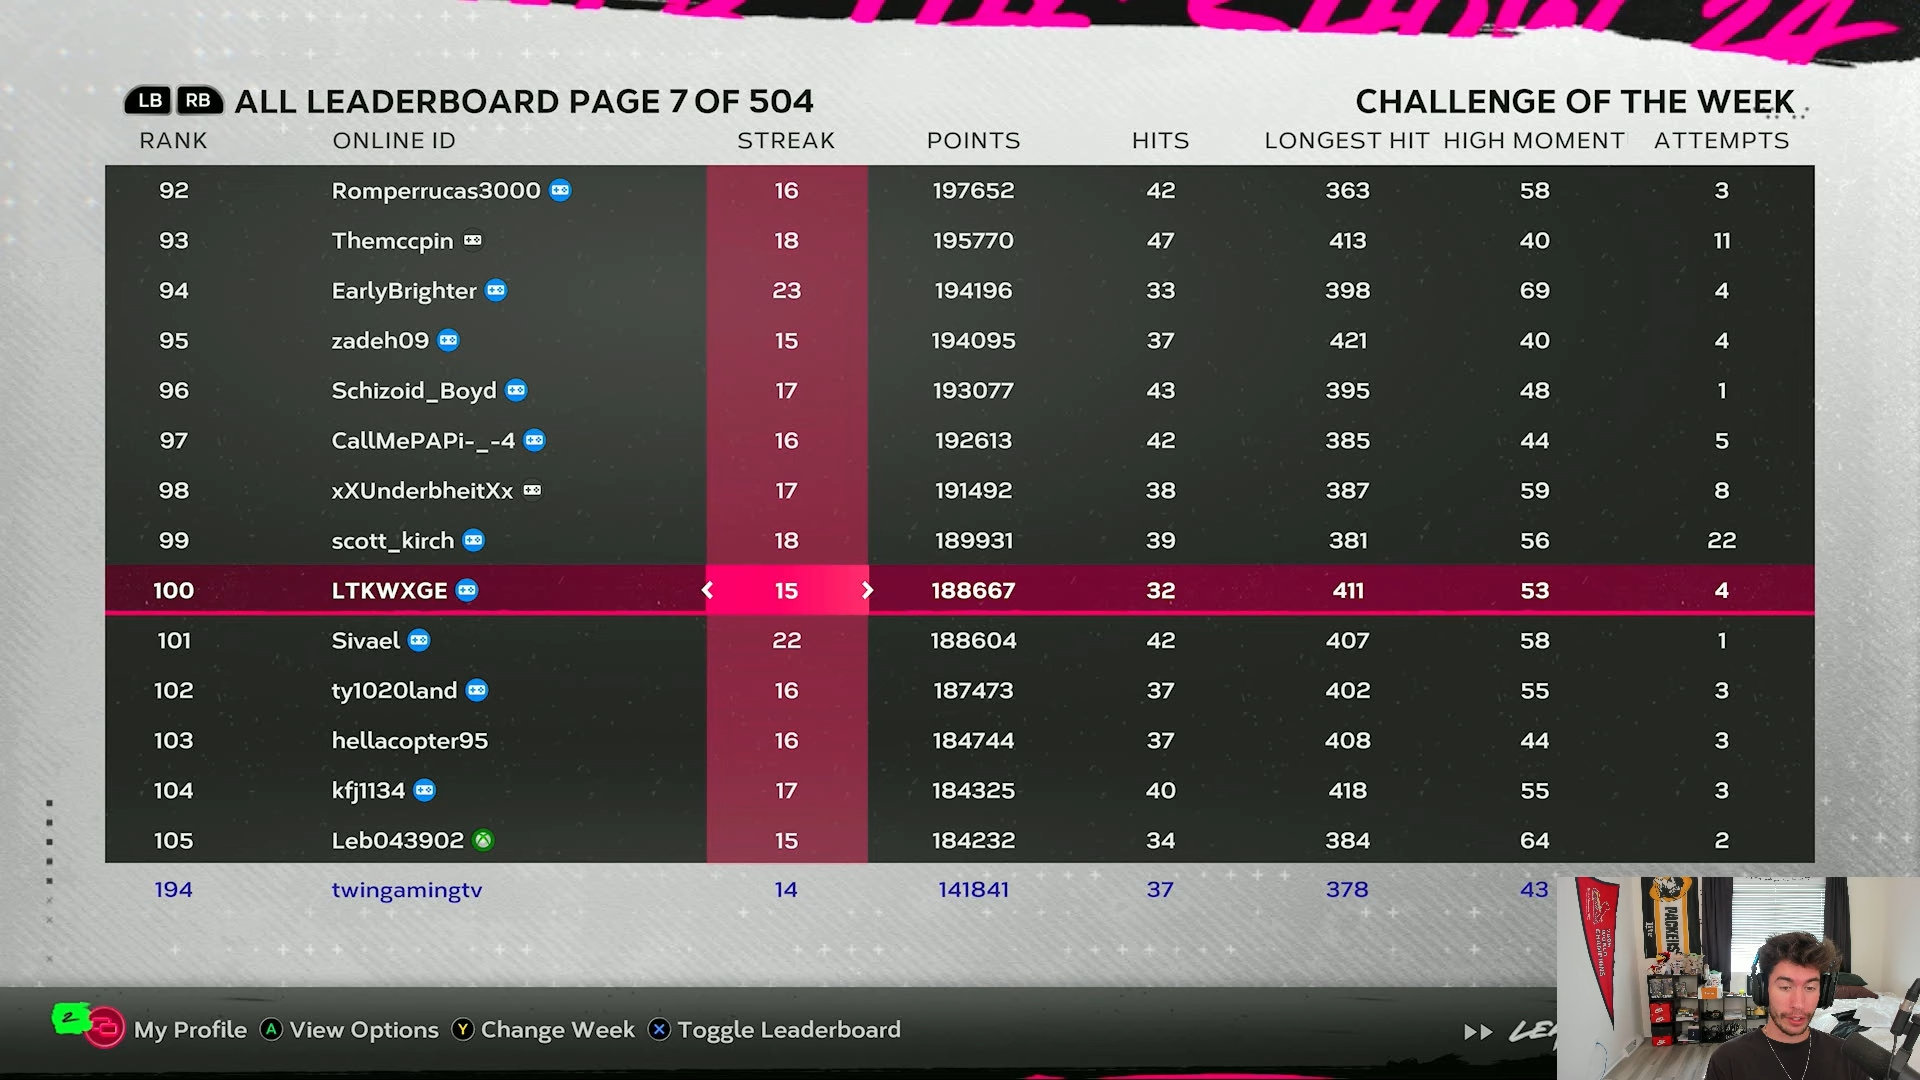 THE SHOW 24
LB RB ALL LEADERBOARD PAGE 7 OF 504 CHALLENGE OF THE WEEK
RANK ONLINE ID STREAK POINTS HITS LONGEST HIT HIGH MOMENT ATTEMPTS
92 Romperrucas3000 16 197652 42 363 58 3
93 Themccpin 18 195770 47 413 40 11
94 EarlyBrighter 23 194196 33 398 69 4
95 zadeh09 15 194095 37 421 40 4
96 Schizoid_Boyd 17 193077 43 395 48 1
97 CallMePAPi-_-4 16 192613 42 385 44 5
98 xXUnderbheitXx 17 191492 38 387 59 8
99 scott_kirch 18 189931 39 381 56 22
100 LTKWXGE 15 188667 32 411 53 4
101 Sivael 22 188604 42 407 58 1
102 ty1020land 16 187473 37 402 55 3
103 hellacopter95 16 184744 37 408 44 3
104 kfj1134 17 184325 40 418 55 3
105 Leb043902 15 184232 34 384 64 2
194 twingamingtv 14 141841 37 378 43
PACKERS
2 My Profile A View Options Y Change Week X Toggle Leaderboard